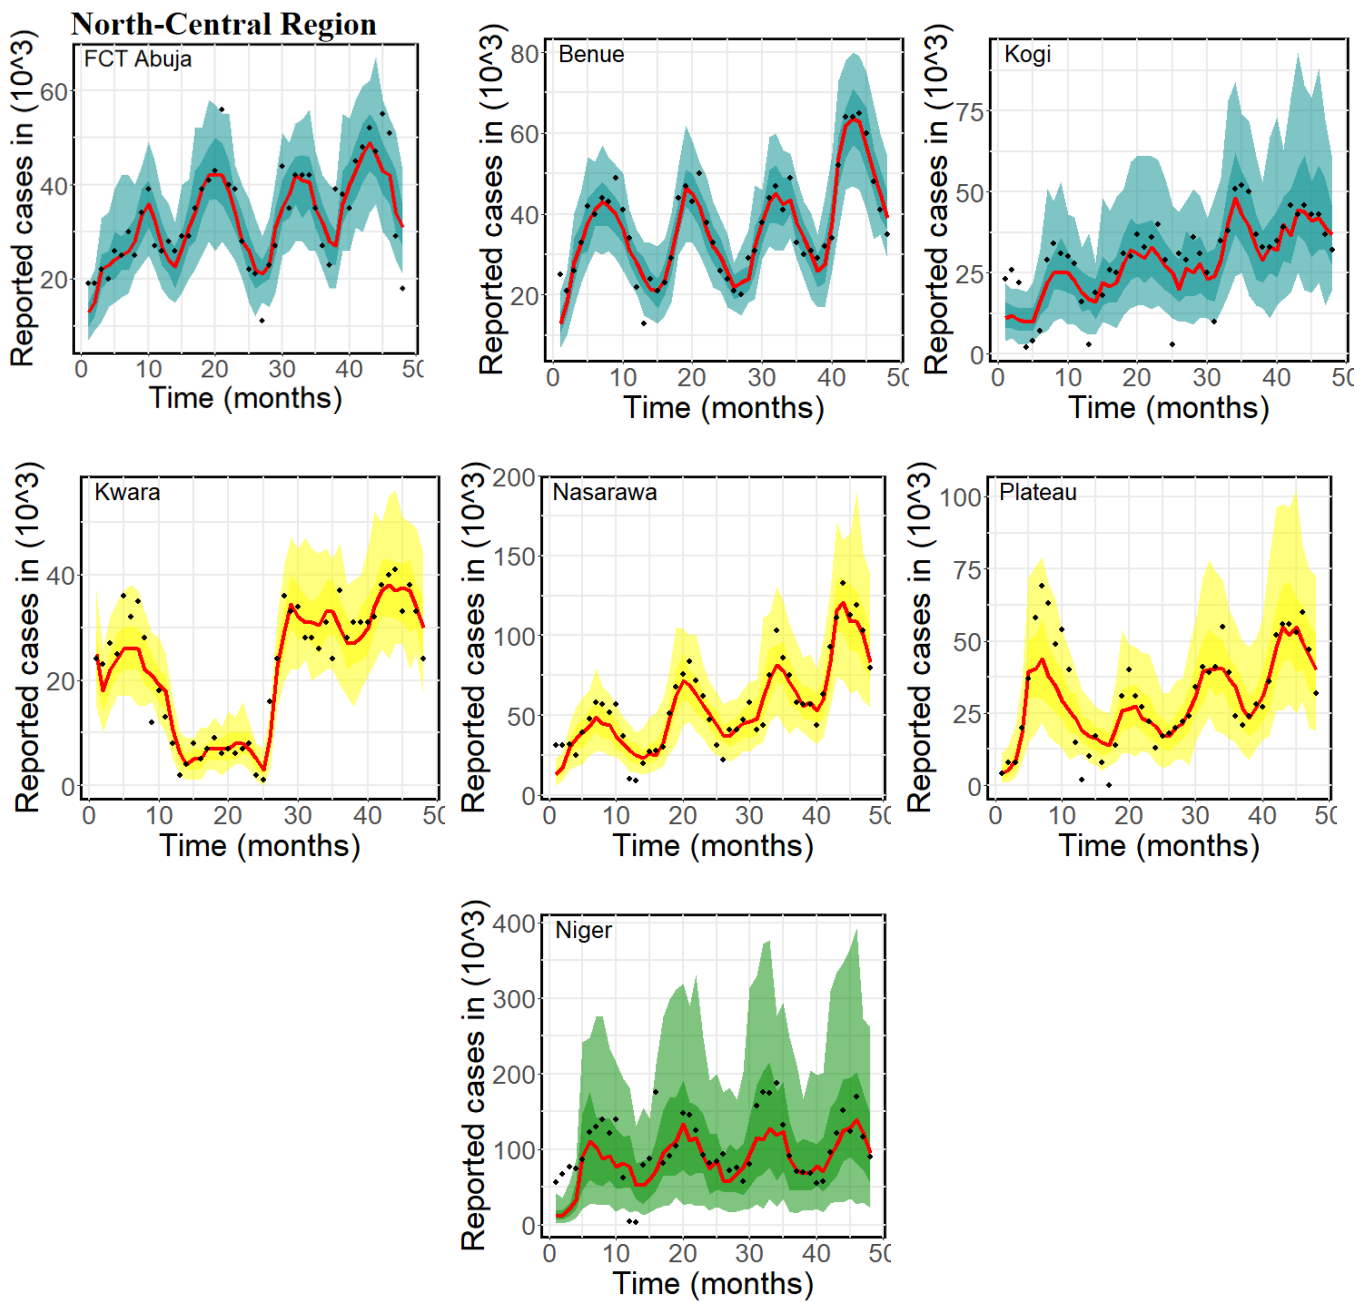 North-Central Region
FCT Abuja
Reported cases in (10^3)
60
40
20
0 10 20 30 40 50
Time (months)
Benue
Reported cases in (10^3)
80
60
40
20
0 10 20 30 40 50
Time (months)
Kogi
Reported cases in (10^3)
75
50
25
0
0 10 20 30 40 50
Time (months)
Kwara
Reported cases in (10^3)
40
20
0
0 10 20 30 40 50
Time (months)
Nasarawa
Reported cases in (10^3)
200
150
100
50
0
0 10 20 30 40 50
Time (months)
Plateau
Reported cases in (10^3)
100
75
50
25
0
0 10 20 30 40 50
Time (months)
Niger
Reported cases in (10^3)
400
300
200
100
0
0 10 20 30 40 50
Time (months)